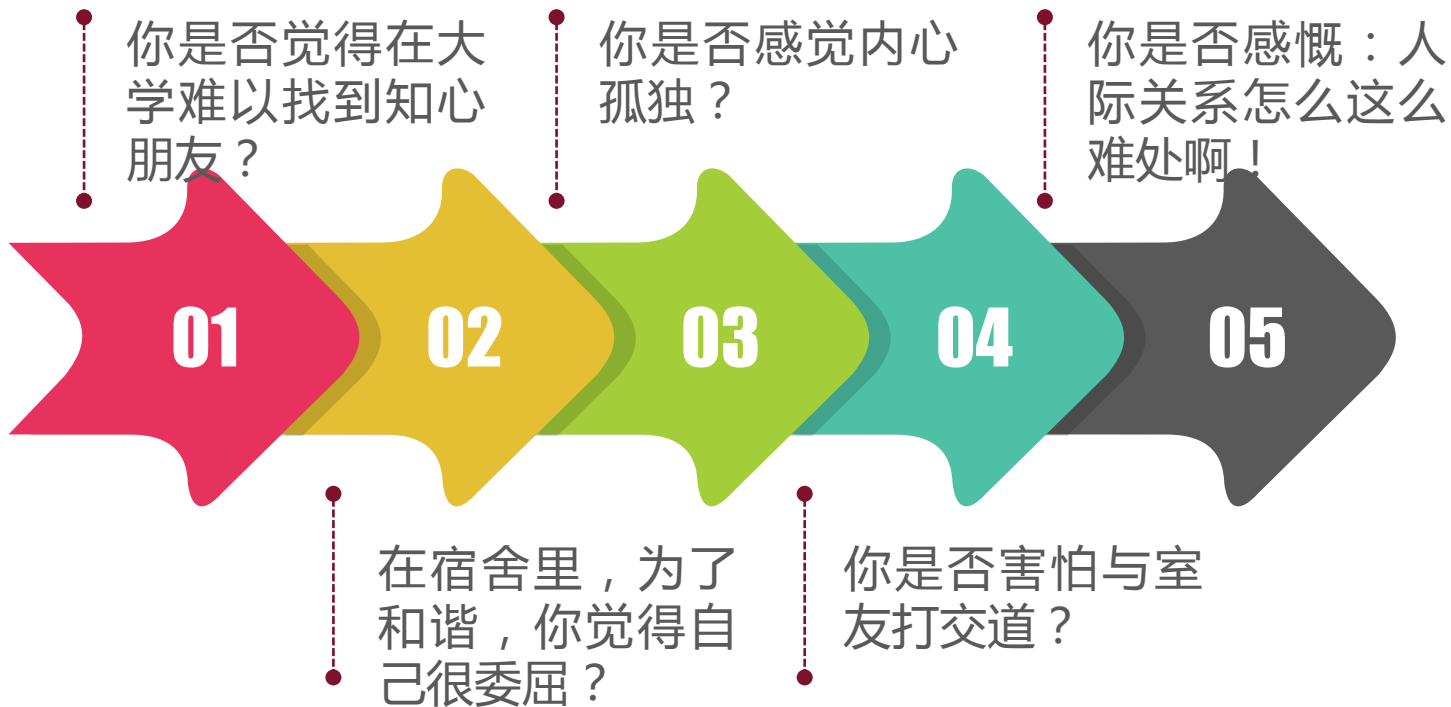 你是否觉得在大
学难以找到知心
朋友？
你是否感觉内心
孤独？
你是否感慨：人
际关系怎么这么
难处啊！
01
02
03
04
05
在宿舍里，为了
和谐，你觉得自
己很委屈？
你是否害怕与室
友打交道？